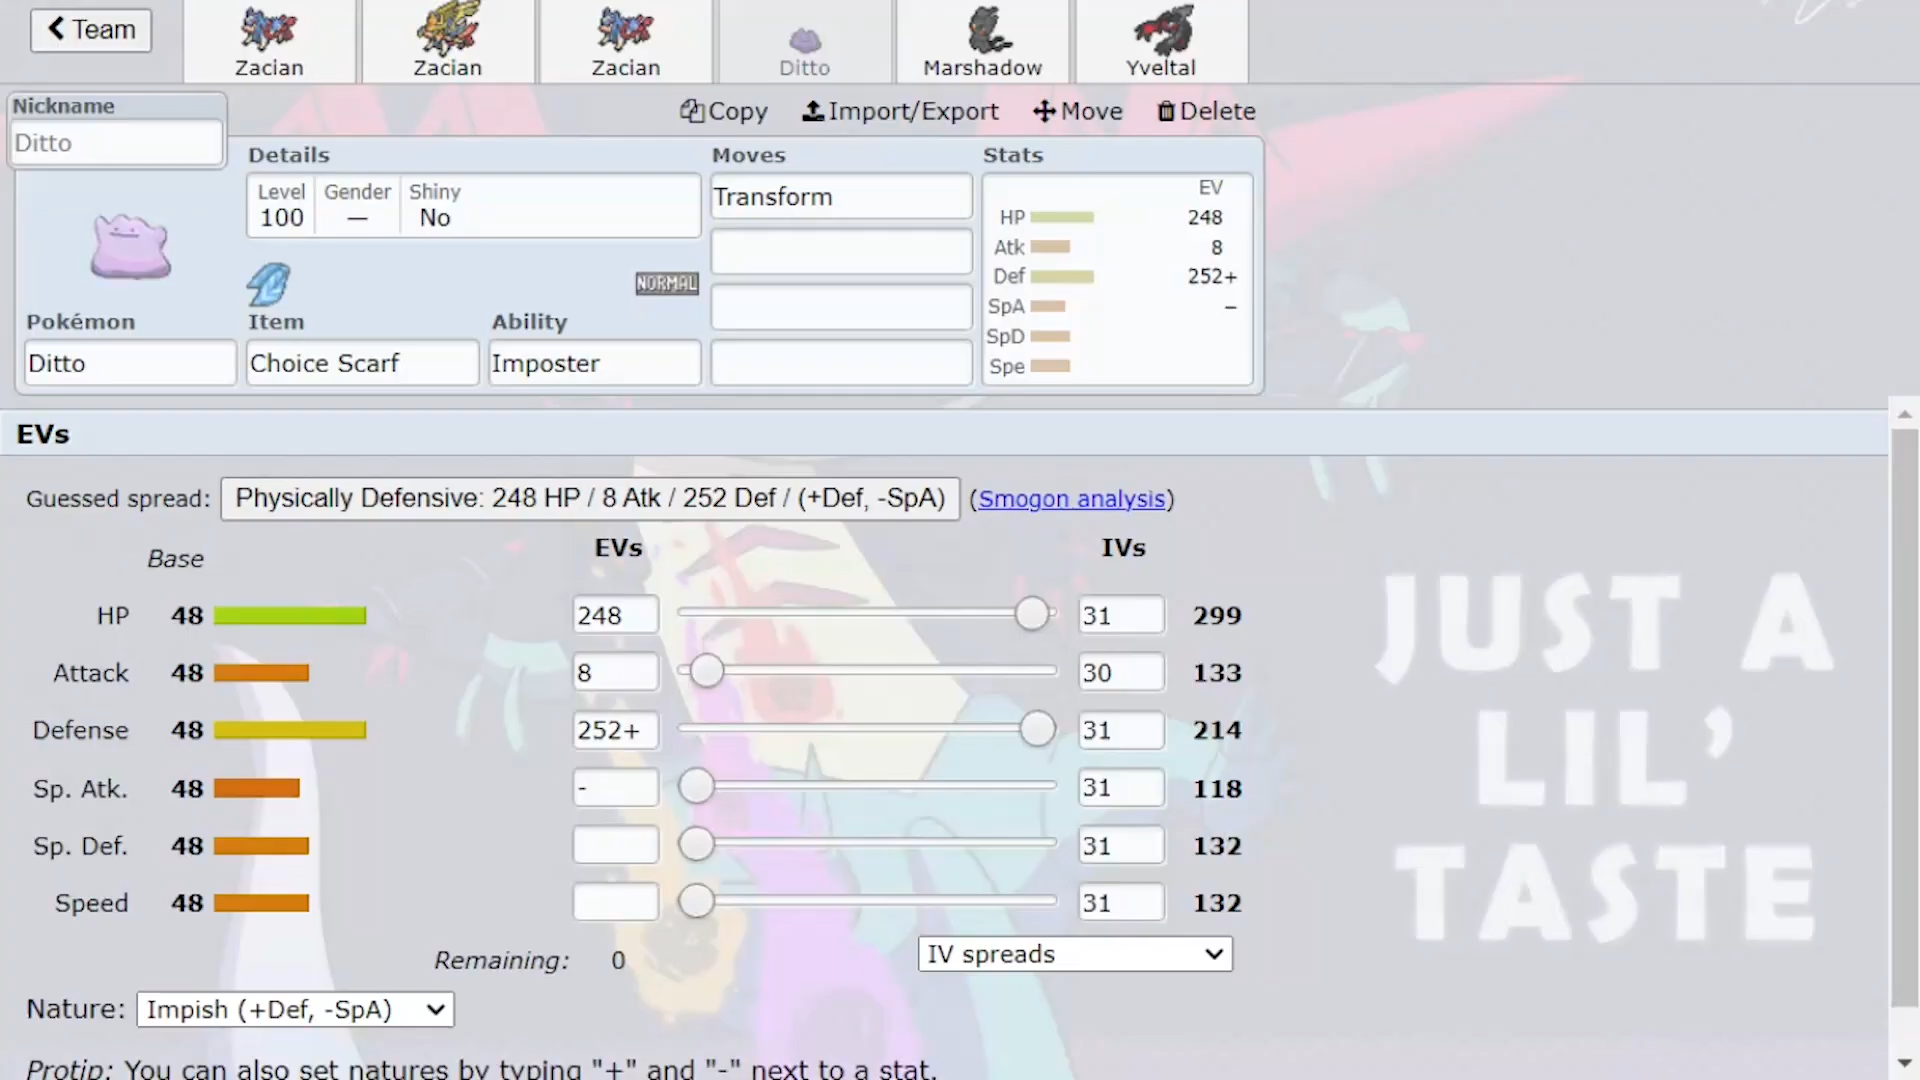 Team
Zacian
Zacian
Zacian
Ditto
Marshadow
Yveltal
Nickname
Ditto
Copy
Import/Export
Move
Delete
Details
Moves
Stats
Level
Gender
Shiny
100
—
No
Transform
EV
HP
248
Atk
8
Def
252+
SpA
–
SpD
Spe
NORMAL
Pokémon
Item
Ability
Ditto
Choice Scarf
Imposter
EVs
Guessed spread: Physically Defensive: 248 HP / 8 Atk / 252 Def / (+Def, -SpA) (Smogon analysis)
Base
EVs
IVs
HP 48 248 31 299
Attack 48 8 30 133
Defense 48 252+ 31 214
Sp. Atk. 48 - 31 118
Sp. Def. 48 31 132
Speed 48 31 132
Remaining: 0
IV spreads
Nature: Impish (+Def, -SpA)
Protip: You can also set natures by typing "+" and "-" next to a stat.
JUST A
LIL'
TASTE